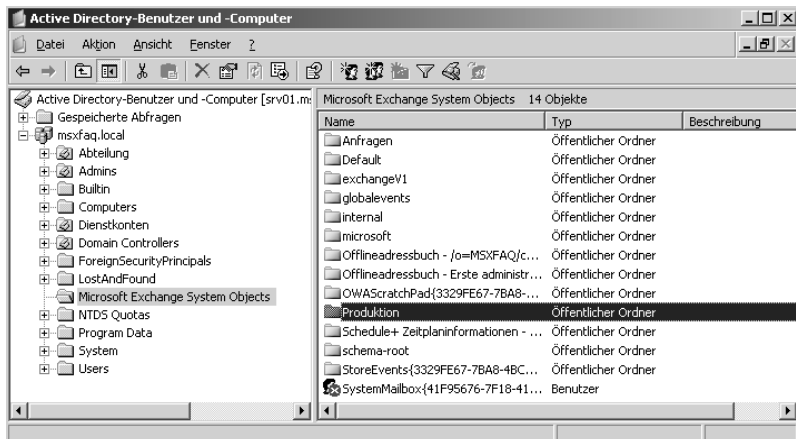 Active Directory-Benutzer und -Computer
Datei Aktion Ansicht Fenster ?
Active Directory-Benutzer und -Computer [srv01.m:
Gespeicherte Abfragen
msxfaq.local
Abteilung
Admins
Builtin
Computers
Dienstkonten
Domain Controllers
ForeignSecurityPrincipals
LostAndFound
Microsoft Exchange System Objects
NTDS Quotas
Program Data
System
Users
Microsoft Exchange System Objects 14 Objekte
Name Typ Beschreibung
Anfragen Öffentlicher Ordner
Default Öffentlicher Ordner
exchangeV1 Öffentlicher Ordner
globalevents Öffentlicher Ordner
internal Öffentlicher Ordner
microsoft Öffentlicher Ordner
Offlineadressbuch - /o=MSXFAQ/c... Öffentlicher Ordner
Offlineadressbuch - Erste administr... Öffentlicher Ordner
OWAScratchPad{3329FE67-7BA8-... Öffentlicher Ordner
Produktion Öffentlicher Ordner
Schedule+ Zeitplaninformationen - ... Öffentlicher Ordner
schema-root Öffentlicher Ordner
StoreEvents{3329FE67-7BA8-4BC... Öffentlicher Ordner
SystemMailbox{41F95676-7F18-41... Benutzer